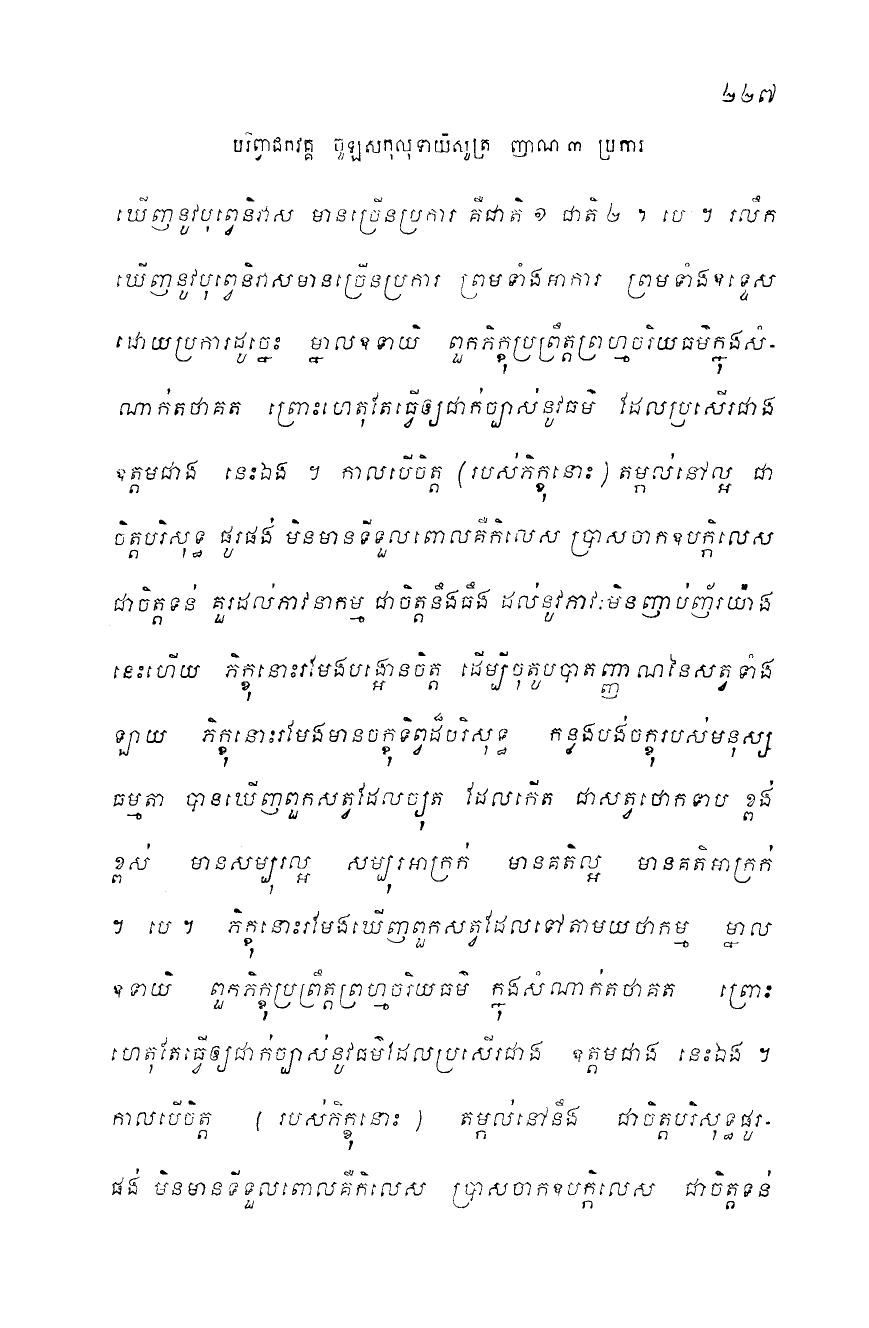 ២២៧
បរិព្វាជកវគ្គ ចូឡសកុលុទាយិសូត្រ ញាណ ៣ ប្រការ
ឃើញនូវបុព្វេនិវាស មានច្រើនប្រការ គឺជាតិ ១ ជាតិ ២ ។ បេ ។ រលឹក
ឃើញនូវបុព្វេនិវាសមានច្រើនប្រការ ព្រមទាំងអាការ ព្រមទាំងឧទ្ទេស
ដោយប្រការដូច្នេះ ម្នាលឧទាយិ ពួកភិក្ខុប្រព្រឹត្តព្រហ្មចរិយធម៌ក្នុងសំ-
ណាក់តថាគត ព្រោះហេតុតែធ្វើឲ្យជាក់ច្បាស់នូវធម៌ ដែលប្រសើរជាង
ឧត្តមជាង នេះឯង ។ កាលបើចិត្ត (របស់ភិក្ខុនោះ) តម្កល់នៅល្អ ជា
ចិត្តបរិសុទ្ធ ផូរផង់ មិនមានទីទួលពោលគឺកិលេស ប្រាសចាកឧបក្កិលេស
ជាចិត្តទន់ គួរដល់ភាវនាកម្ម ជាចិត្តនឹងធឹង ដល់នូវភាវៈមិនញាប់ញ័រយ៉ាង
នេះហើយ ភិក្ខុនោះរមែងបង្អោនចិត្ត ដើម្បីចុតូបបាតញ្ញាណនៃសត្វទាំង
ឡាយ ភិក្ខុនោះរមែងមានចក្ខុទិព្វដ៏បរិសុទ្ធ កន្លងបង់ចក្ខុរបស់មនុស្ស
ធម្មតា បានឃើញពួកសត្វដែលច្យុត ដែលកើត ជាសត្វថោកទាប ខ្ពង់
ខ្ពស់ មានសម្បុរល្អ សម្បុរអាក្រក់ មានគតិល្អ មានគតិអាក្រក់
។ បេ ។ ភិក្ខុនោះរមែងឃើញពួកសត្វដែលទៅតាមយថាកម្ម ម្នាល
ឧទាយិ ពួកភិក្ខុប្រព្រឹត្តព្រហ្មចរិយធម៌ ក្នុងសំណាក់តថាគត ព្រោះ
ហេតុតែធ្វើឲ្យជាក់ច្បាស់នូវធម៌ដែលប្រសើរជាង ឧត្តមជាង នេះឯង ។
កាលបើចិត្ត ( របស់ភិក្ខុនោះ ) តម្កល់នៅនឹង ជាចិត្តបរិសុទ្ធផូរ-
ផង់ មិនមានទីទួលពោលគឺកិលេស ប្រាសចាកឧបក្កិលេស ជាចិត្តទន់